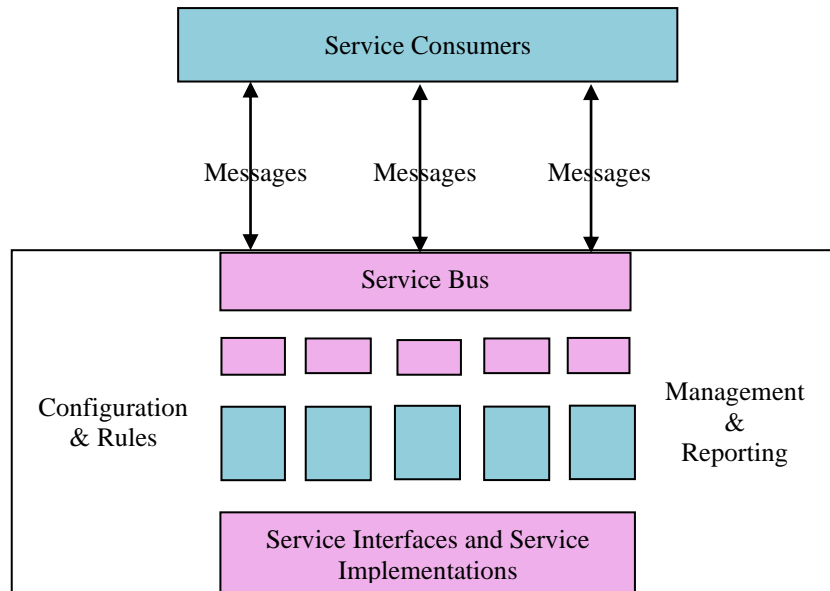 Service Consumers
Messages Messages Messages
Service Bus
Configuration
& Rules
Management
&
Reporting
Service Interfaces and Service
Implementations